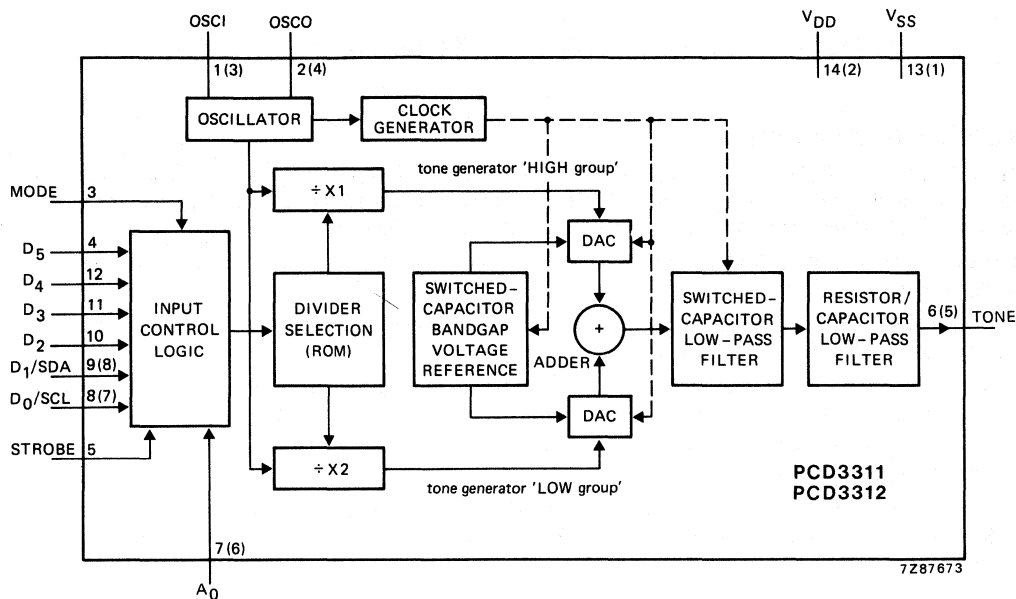 OSCI
OSCO
VDD
VSS
1(3)
2(4)
14(2)
13(1)
OSCILLATOR
CLOCK
GENERATOR
tone generator 'HIGH group'
MODE
3
÷ X1
D5
4
D4
12
D3
11
D2
10
D1/SDA
9(8)
D0/SCL
8(7)
STROBE
5
INPUT
CONTROL
LOGIC
DIVIDER
SELECTION
(ROM)
SWITCHED-
CAPACITOR
BANDGAP
VOLTAGE
REFERENCE
DAC
+
ADDER
DAC
SWITCHED-
CAPACITOR
LOW-PASS
FILTER
RESISTOR/
CAPACITOR
LOW-PASS
FILTER
6(5)
TONE
÷ X2
tone generator 'LOW group'
PCD3311
PCD3312
7(6)
A0
7Z87673